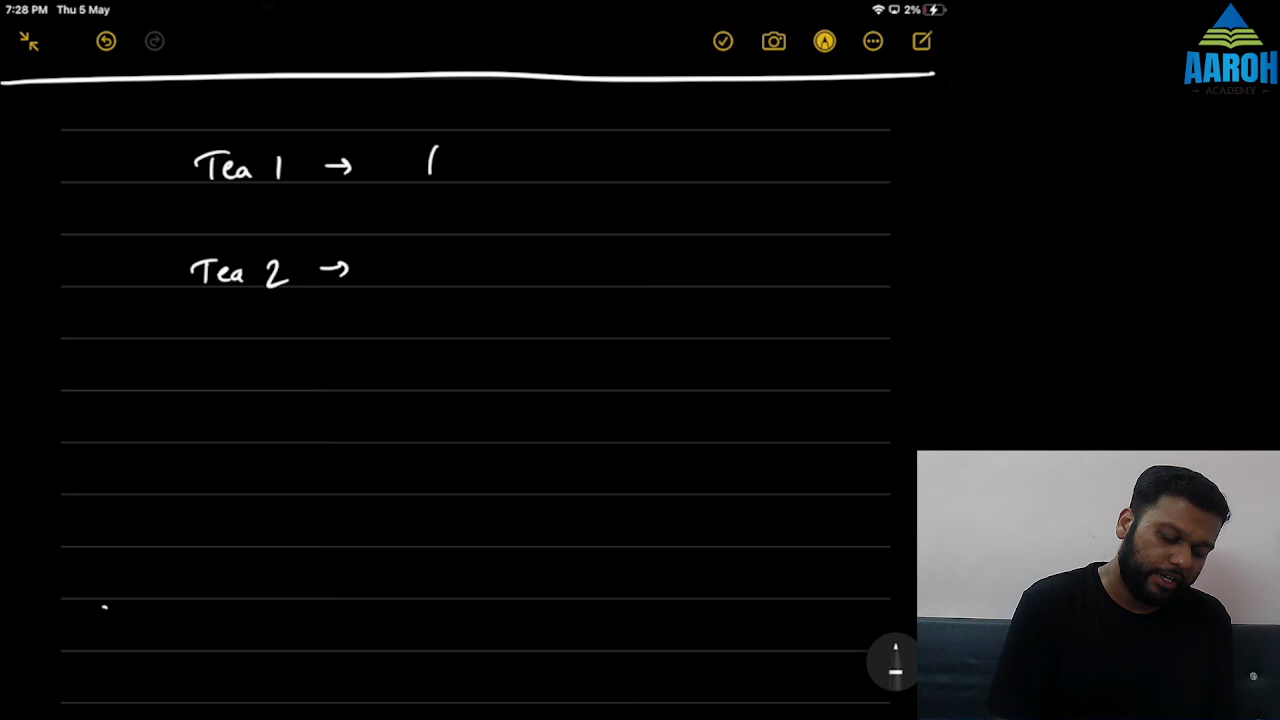 7:28 PM Thu 5 May
2%
AAROH
ACADEMY
Tea 1 → (
Tea 2 →